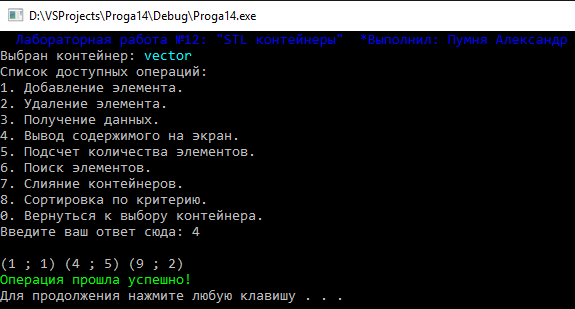 D:\VSProjects\Proga14\Debug\Proga14.exe
Лабораторная работа №12: "STL контейнеры" *Выполнил: Пумня Александр
Выбран контейнер: vector
Список доступных операций:
1. Добавление элемента.
2. Удаление элемента.
3. Получение данных.
4. Вывод содержимого на экран.
5. Подсчет количества элементов.
6. Поиск элементов.
7. Слияние контейнеров.
8. Сортировка по критерию.
0. Вернуться к выбору контейнера.
Введите ваш ответ сюда: 4
(1 ; 1) (4 ; 5) (9 ; 2)
Операция прошла успешно!
Для продолжения нажмите любую клавишу . . .